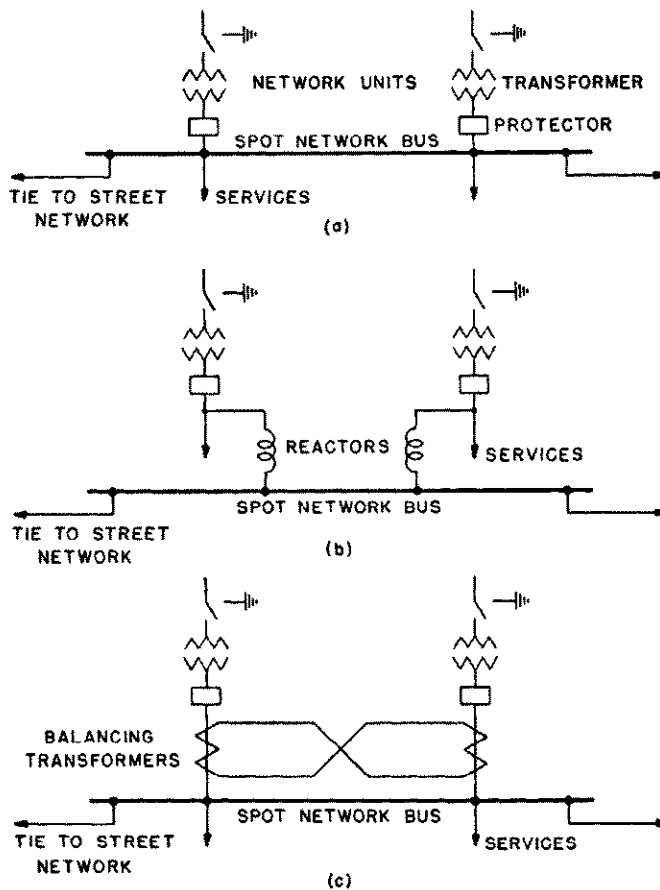 NETWORK UNITS
TRANSFORMER
PROTECTOR
SPOT NETWORK BUS
TIE TO STREET
NETWORK
SERVICES
(a)
REACTORS
SERVICES
SPOT NETWORK BUS
TIE TO STREET
NETWORK
(b)
BALANCING
TRANSFORMERS
SPOT NETWORK BUS
TIE TO STREET
NETWORK
SERVICES
(c)